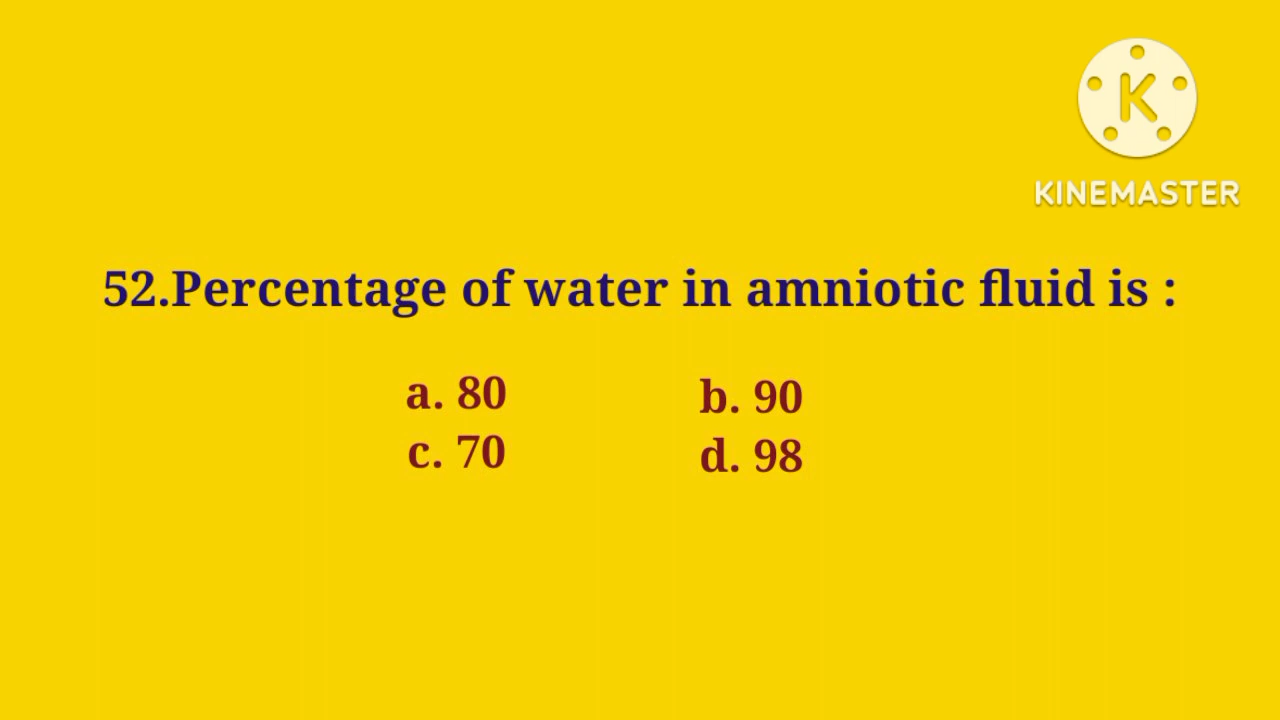 K
KINEMASTER
52.Percentage of water in amniotic fluid is :
a. 80 b. 90
c. 70 d. 98